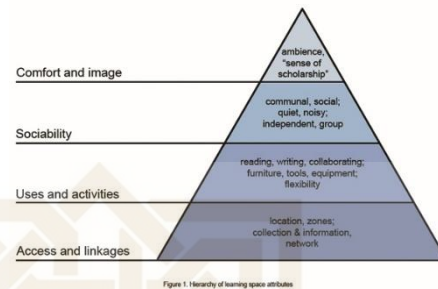 ambience,
"sense of
scholarship"
Comfort and image
communal, social;
quiet, noisy;
independent, group
Sociability
reading, writing, collaborating;
furniture, tools, equipment;
flexibility
Uses and activities
location, zones;
collection & information,
network
Access and linkages
Figure 1. Hierarchy of learning space attributes